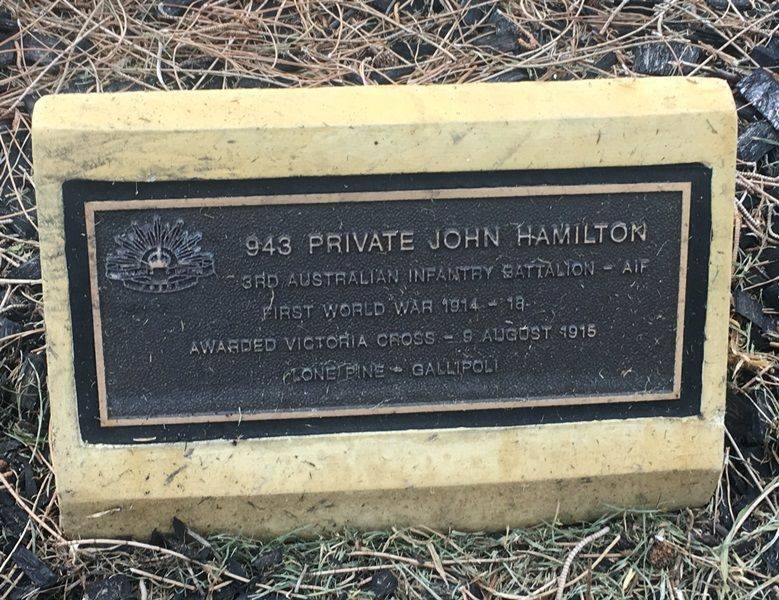 943 PRIVATE JOHN HAMILTON
3RD AUSTRALIAN INFANTRY BATTALION - AIF
FIRST WORLD WAR 1914 - 18
AWARDED VICTORIA CROSS - 9 AUGUST 1915
LONE PINE - GALLIPOLI